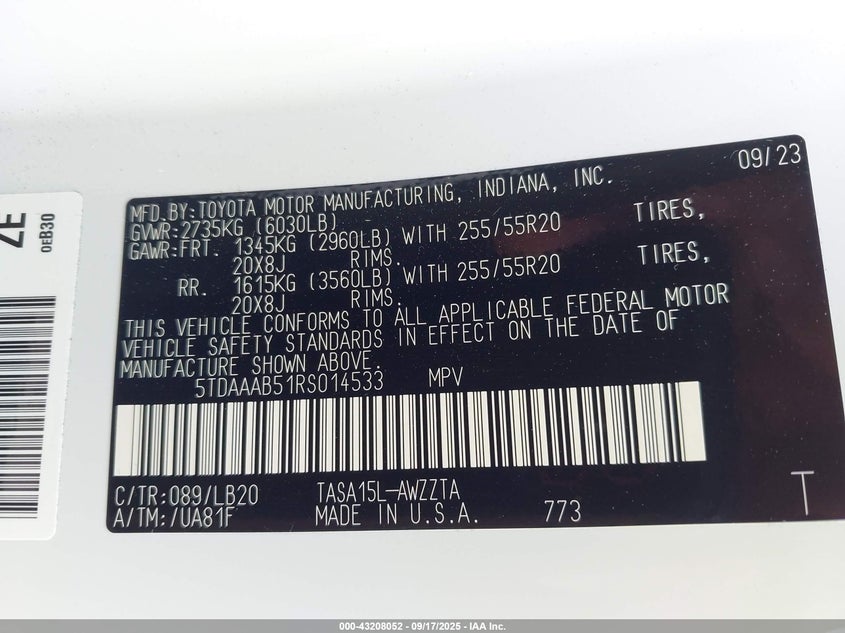 ZE
0EB30
09/23
MFD.BY:TOYOTA MOTOR MANUFACTURING, INDIANA, INC.
GVWR:2735KG (6030LB)
GAWR:FRT. 1345KG (2960LB) WITH 255/55R20 TIRES,
20X8J RIMS.
RR. 1615KG (3560LB) WITH 255/55R20 TIRES,
20X8J RIMS.
THIS VEHICLE CONFORMS TO ALL APPLICABLE FEDERAL MOTOR
VEHICLE SAFETY STANDARDS IN EFFECT ON THE DATE OF
MANUFACTURE SHOWN ABOVE.
5TDAAAB51RS014533 MPV
C/TR:089/LB20 TASA15L-AWZZTA
A/TM:/UA81F MADE IN U.S.A. 773
T
000-43208052 - 09/17/2025 - IAA Inc.